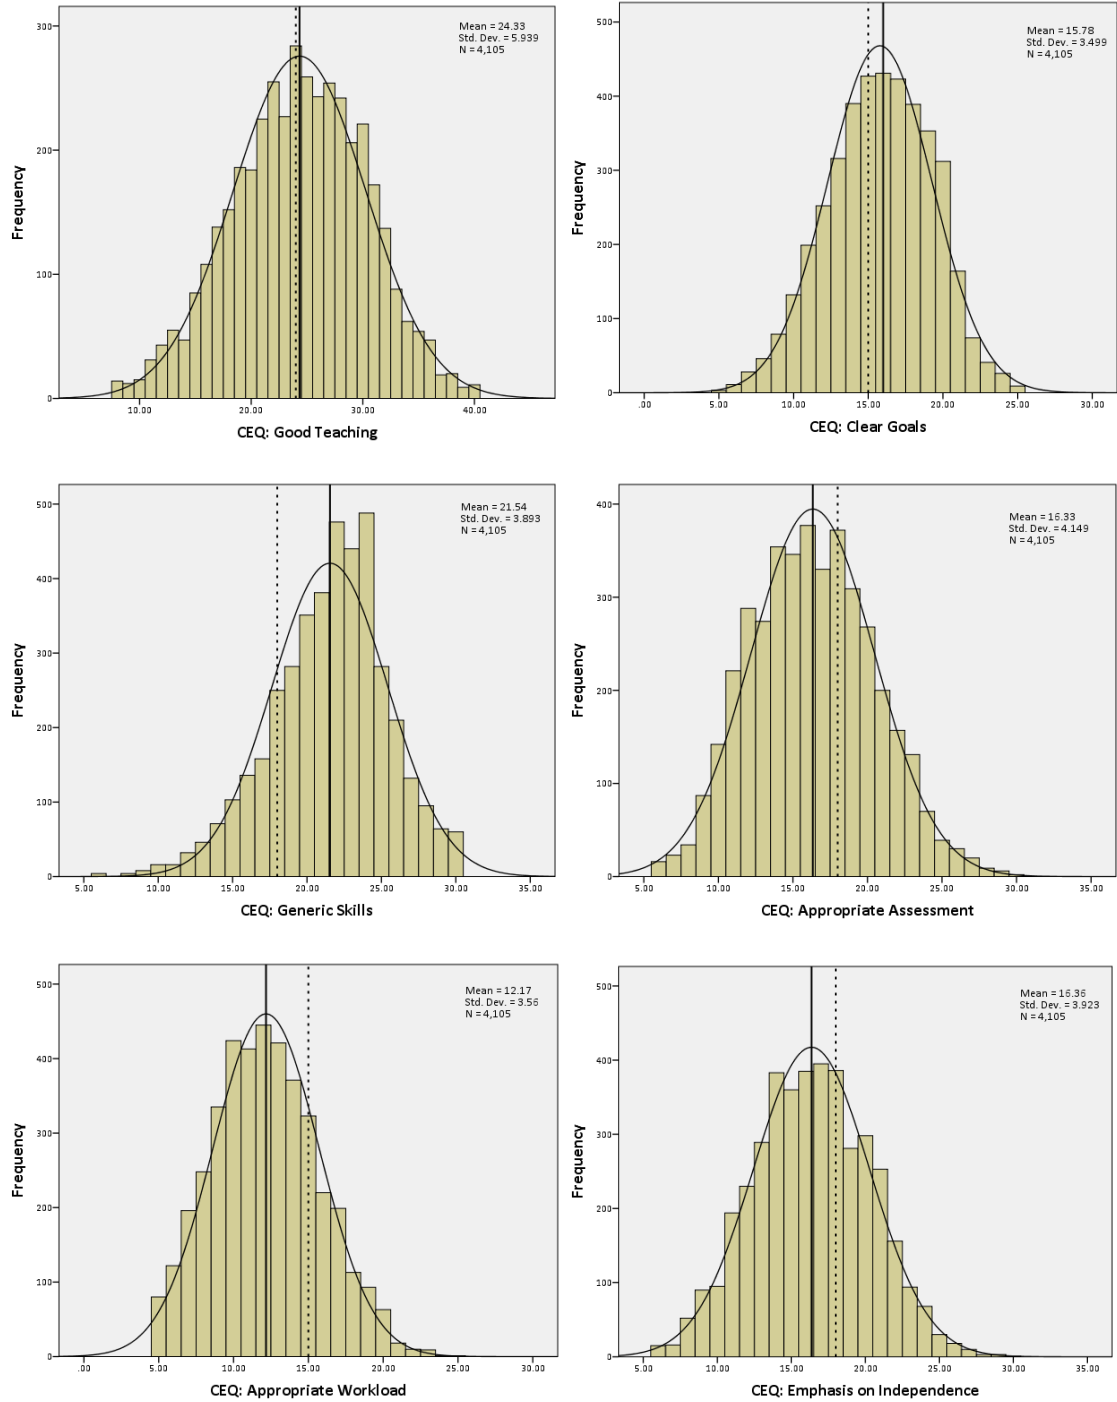 Mean = 24.33
Std. Dev. = 5.939
N = 4,105
300
200
100
0
10.00 20.00 30.00 40.00
Frequency
CEQ: Good Teaching
Mean = 15.78
Std. Dev. = 3.499
N = 4,105
500
400
300
200
100
0
.00 5.00 10.00 15.00 20.00 25.00 30.00
Frequency
CEQ: Clear Goals
Mean = 21.54
Std. Dev. = 3.893
N = 4,105
500
400
300
200
100
0
5.00 10.00 15.00 20.00 25.00 30.00 35.00
Frequency
CEQ: Generic Skills
Mean = 16.33
Std. Dev. = 4.149
N = 4,105
400
300
200
100
0
5.00 10.00 15.00 20.00 25.00 30.00 35.00
Frequency
CEQ: Appropriate Assessment
Mean = 12.17
Std. Dev. = 3.56
N = 4,105
500
400
300
200
100
0
.00 5.00 10.00 15.00 20.00 25.00 30.00
Frequency
CEQ: Appropriate Workload
Mean = 16.36
Std. Dev. = 3.923
N = 4,105
500
400
300
200
100
0
5.00 10.00 15.00 20.00 25.00 30.00 35.00
Frequency
CEQ: Emphasis on Independence